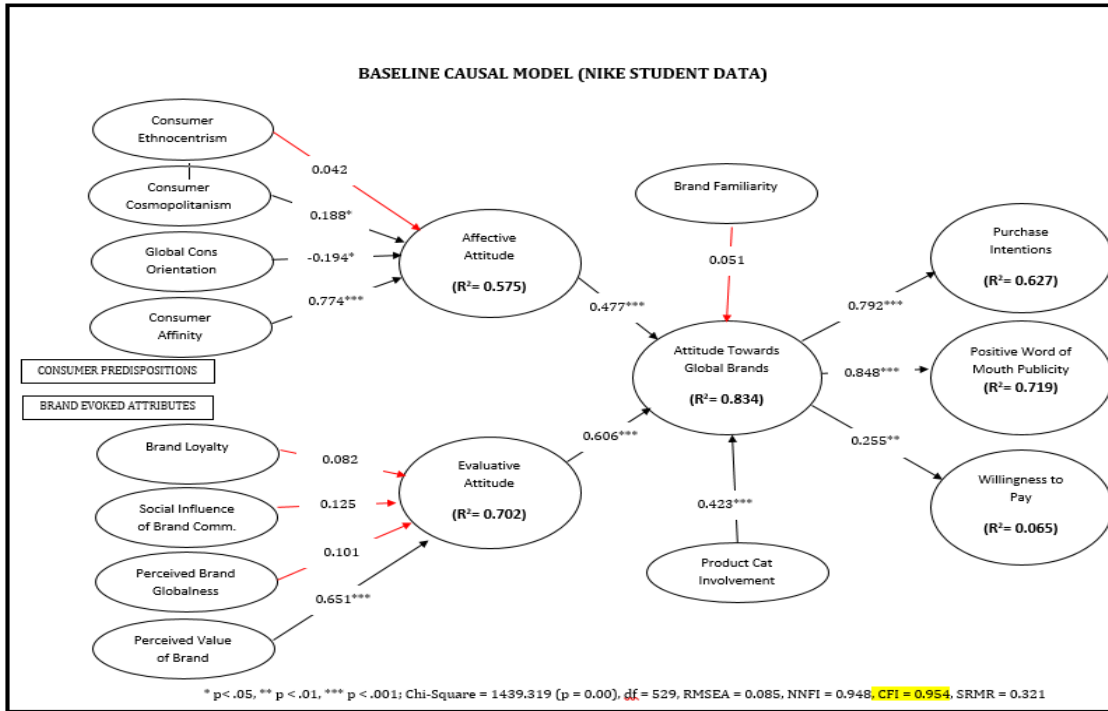 BASELINE CAUSAL MODEL (NIKE STUDENT DATA)
Consumer
Ethnocentrism
0.042
Consumer
Cosmopolitanism
0.188*
Global Cons
Orientation
-0.194*
Consumer
Affinity
0.774***
Affective
Attitude
(R²= 0.575)
0.477***
Brand Familiarity
0.051
Attitude Towards
Global Brands
(R²= 0.834)
Purchase
Intentions
(R²= 0.627)
0.792***
Positive Word of
Mouth Publicity
(R²= 0.719)
0.848***
Willingness to
Pay
(R²= 0.065)
0.255**
CONSUMER PREDISPOSITIONS
BRAND EVOKED ATTRIBUTES
Brand Loyalty
0.082
Social Influence
of Brand Comm.
0.125
Perceived Brand
Globalness
0.101
Perceived Value
of Brand
0.651***
Evaluative
Attitude
(R²= 0.702)
0.606***
0.423***
Product Cat
Involvement
* p< .05, ** p < .01, *** p < .001; Chi-Square = 1439.319 (p = 0.00), df = 529, RMSEA = 0.085, NNFI = 0.948, CFI = 0.954, SRMR = 0.321